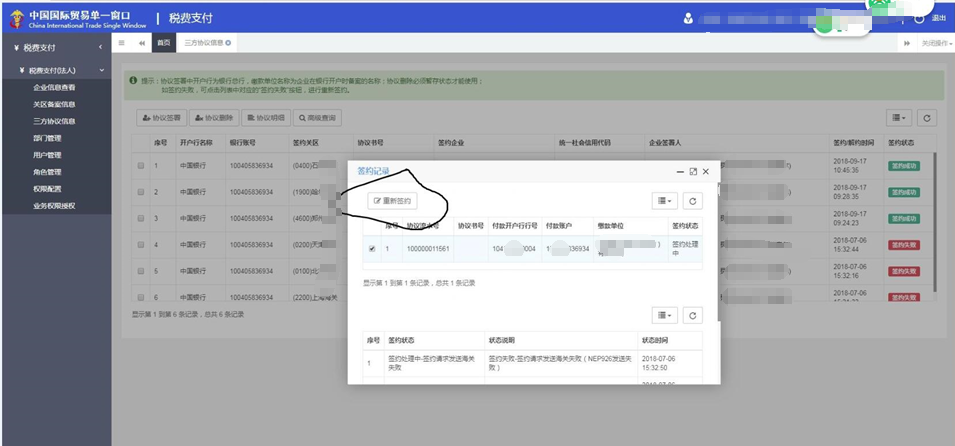 中国国际贸易单一窗口 | 税费支付
China International Trade Single Window
退出
¥ 税费支付
首页
三方协议信息
关闭操作
¥ 税费支付(法人)
企业信息查看
关区备案信息
三方协议信息
部门管理
用户管理
角色管理
权限配置
业务权限授权
提示：协议签署中开户行为银行总行，缴款单位名称为企业在银行开户时备案的名称；协议删除必须暂存状态才能使用；
如签约失败，可点击列表中对应的"签约失败"按钮，进行重新签约。
协议签署 协议删除 协议明细 高级查询
序号 开户行名称 银行账号 签约关区 协议书号 签约企业 统一社会信用代码 企业签署人 签约/解约时间 签约状态
1 中国银行 100405836934 (0400)石 2018-09-17 10:45:35 签约成功
2 中国银行 100405836934 (1900) 2018-09-17 09:28:35 签约成功
3 中国银行 100405836934 (4600)郑 2018-09-17 09:24:23 签约成功
4 中国银行 100405836934 (0200)天 2018-07-06 15:32:44 签约失败
5 中国银行 100405836934 (0100)北 2018-07-06 15:32:16 签约失败
6 中国银行 100405836934 (2200)上海海关 2018-07-06 签约失败
显示第 1 到第 6 条记录，总共 6 条记录
签约记录
重新签约
序号 协议流水号 协议书号 付款开户行行号 付款账户 缴款单位 签约状态
1 100000011561 104 004 1 836934 签约处理中
显示第 1 到第 1 条记录，总共 1 条记录
序号 签约状态 状态说明 状态时间
1 签约处理中-签约请求发送海关失败 签约失败-签约请求发送海关失败（NEP926发送失败） 2018-07-06 15:32:50
2018-07-06